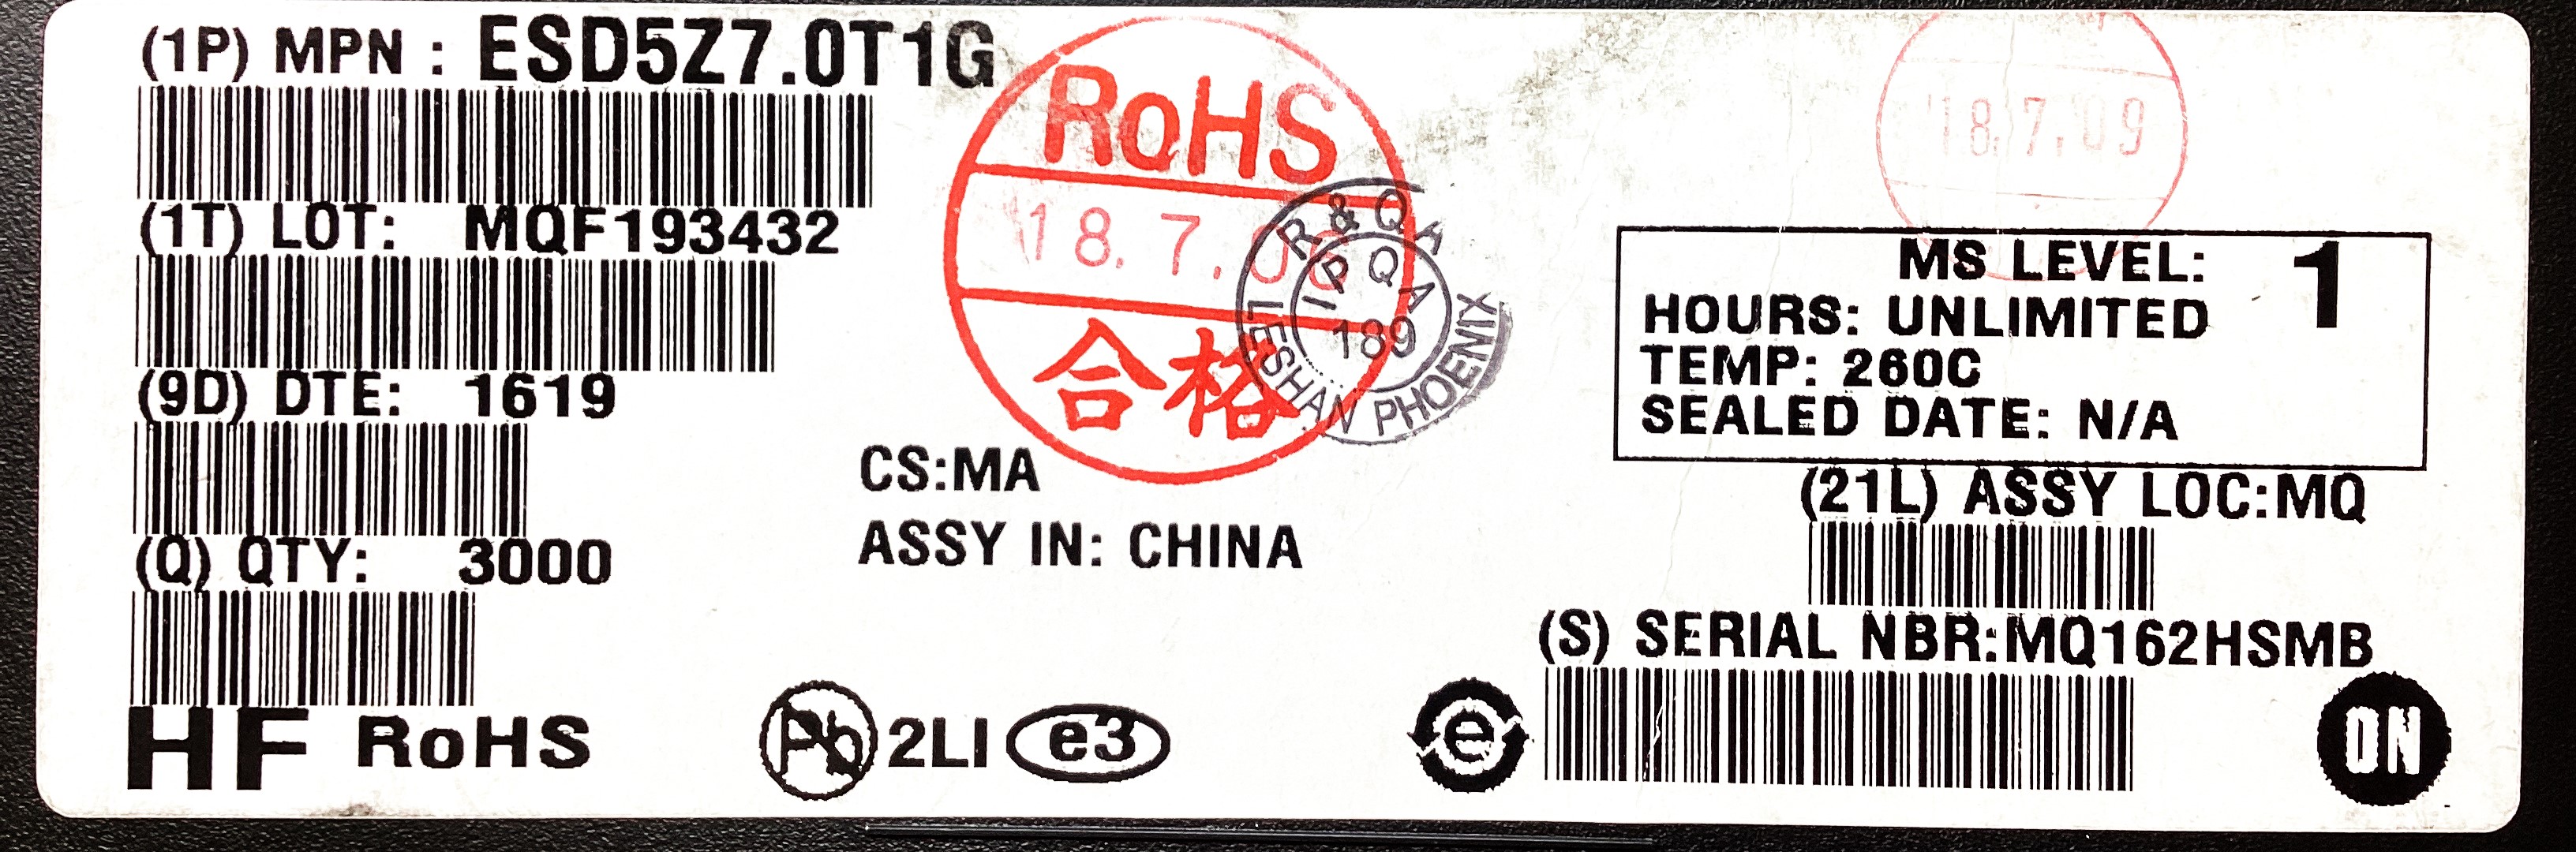 (1P) MPN : ESD5Z7.0T1G
(1T) LOT: MQF193432
(9D) DTE: 1619
(Q) QTY: 3000
HF RoHS
RoHS
18.7.0
合格
R & Q A
IPQA
189
LESHAN PHOENIX
CS:MA
ASSY IN: CHINA
Pb 2LI e3
18.7.09
MS LEVEL: 1
HOURS: UNLIMITED
TEMP: 260C
SEALED DATE: N/A
(21L) ASSY LOC:MQ
(S) SERIAL NBR:MQ162HSMB
e
ON